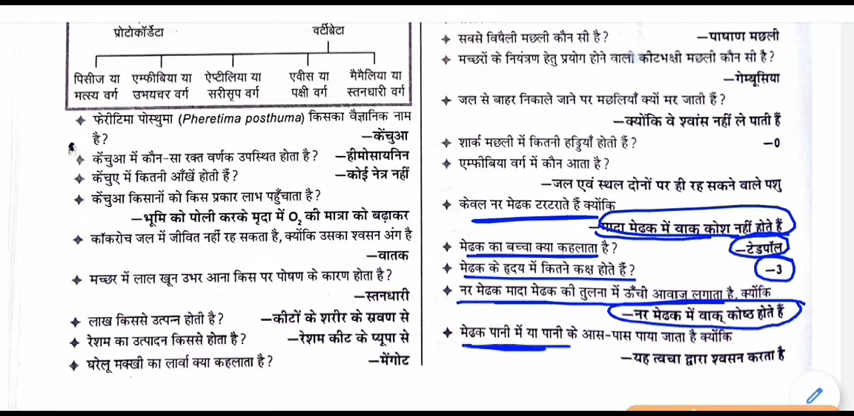 प्रोटोकॉर्डेटा वर्टीब्रेटा
पिसीज या एम्फीबिया या ऐप्टीलिया या एवीस या मैमेलिया या
मत्स्य वर्ग उभयचर वर्ग सरीसृप वर्ग पक्षी वर्ग स्तनधारी वर्ग
फेरीटिमा पोस्थुमा (Pheretima posthuma) किसका वैज्ञानिक नाम
है? —केंचुआ
केंचुआ में कौन-सा रक्त वर्णक उपस्थित होता है? —हीमोसायनिन
केंचुए में कितनी आँखें होती हैं? —कोई नेत्र नहीं
केंचुआ किसानों को किस प्रकार लाभ पहुँचाता है?
—भूमि को पोली करके मृदा में O2 की मात्रा को बढ़ाकर
कॉकरोच जल में जीवित नहीं रह सकता है, क्योंकि उसका श्वसन अंग है
—वातक
मच्छर में लाल खून उभर आना किस पर पोषण के कारण होता है?
—स्तनधारी
लाख किससे उत्पन्न होती है? —कीटों के शरीर के स्रवण से
रेशम का उत्पादन किससे होता है? —रेशम कीट के प्यूपा से
घरेलू मक्खी का लार्वा क्या कहलाता है? —मेंगोट
सबसे विषैली मछली कौन सी है? —पाषाण मछली
मच्छरों के नियंत्रण हेतु प्रयोग होने वाली कीटभक्षी मछली कौन सी है?
—गेम्बूसिया
जल से बाहर निकाले जाने पर मछलियाँ क्यों मर जाती हैं?
—क्योंकि वे श्वांस नहीं ले पाती हैं
शार्क मछली में कितनी हड्डियाँ होती हैं? —0
एम्फीबिया वर्ग में कौन आता है?
—जल एवं स्थल दोनों पर ही रह सकने वाले पशु
केवल नर मेढक टरटराते हैं क्योंकि
—मादा मेढक में वाक् कोश नहीं होते हैं
मेढक का बच्चा क्या कहलाता है? —टेडपॉल
मेढक के हृदय में कितने कक्ष होते हैं? —3
नर मेढक मादा मेढक की तुलना में ऊँची आवाज लगाता है, क्योंकि
—नर मेढक में वाक् कोष्ठ होते हैं
मेढक पानी में या पानी के आस-पास पाया जाता है क्योंकि
—यह त्वचा द्वारा श्वसन करता है